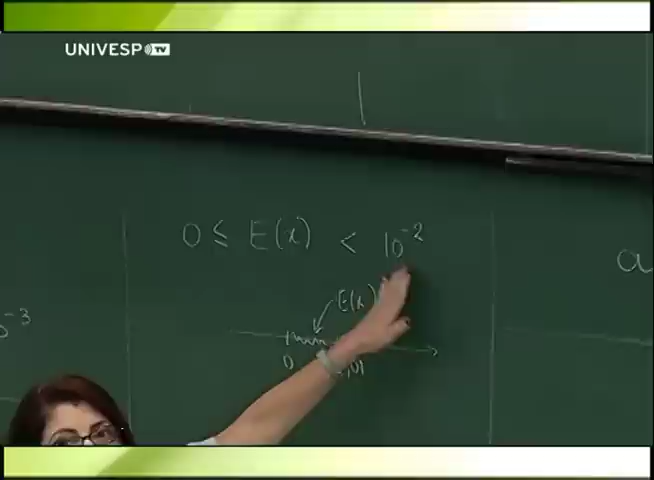 UNIVESP TV
0 ≤ E(x) < 10⁻²
E(x)
0